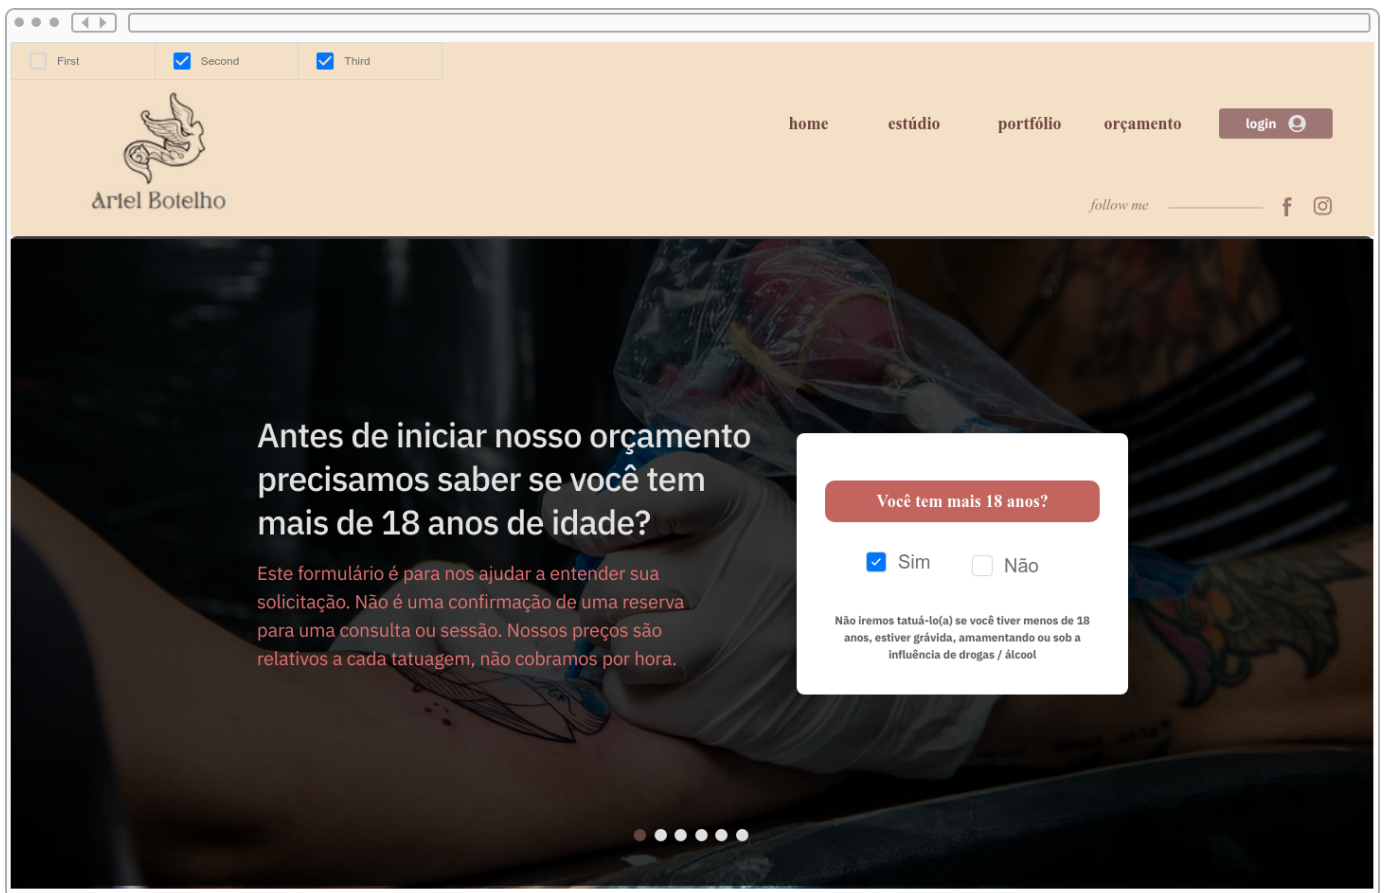 First
Second
Third
Ariel Botelho
home
estúdio
portfólio
orçamento
login
follow me
Antes de iniciar nosso orçamento
precisamos saber se você tem
mais de 18 anos de idade?
Este formulário é para nos ajudar a entender sua
solicitação. Não é uma confirmação de uma reserva
para uma consulta ou sessão. Nossos preços são
relativos a cada tatuagem, não cobramos por hora.
Você tem mais 18 anos?
Sim
Não
Não iremos tatuá-lo(a) se você tiver menos de 18
anos, estiver grávida, amamentando ou sob a
influência de drogas / álcool